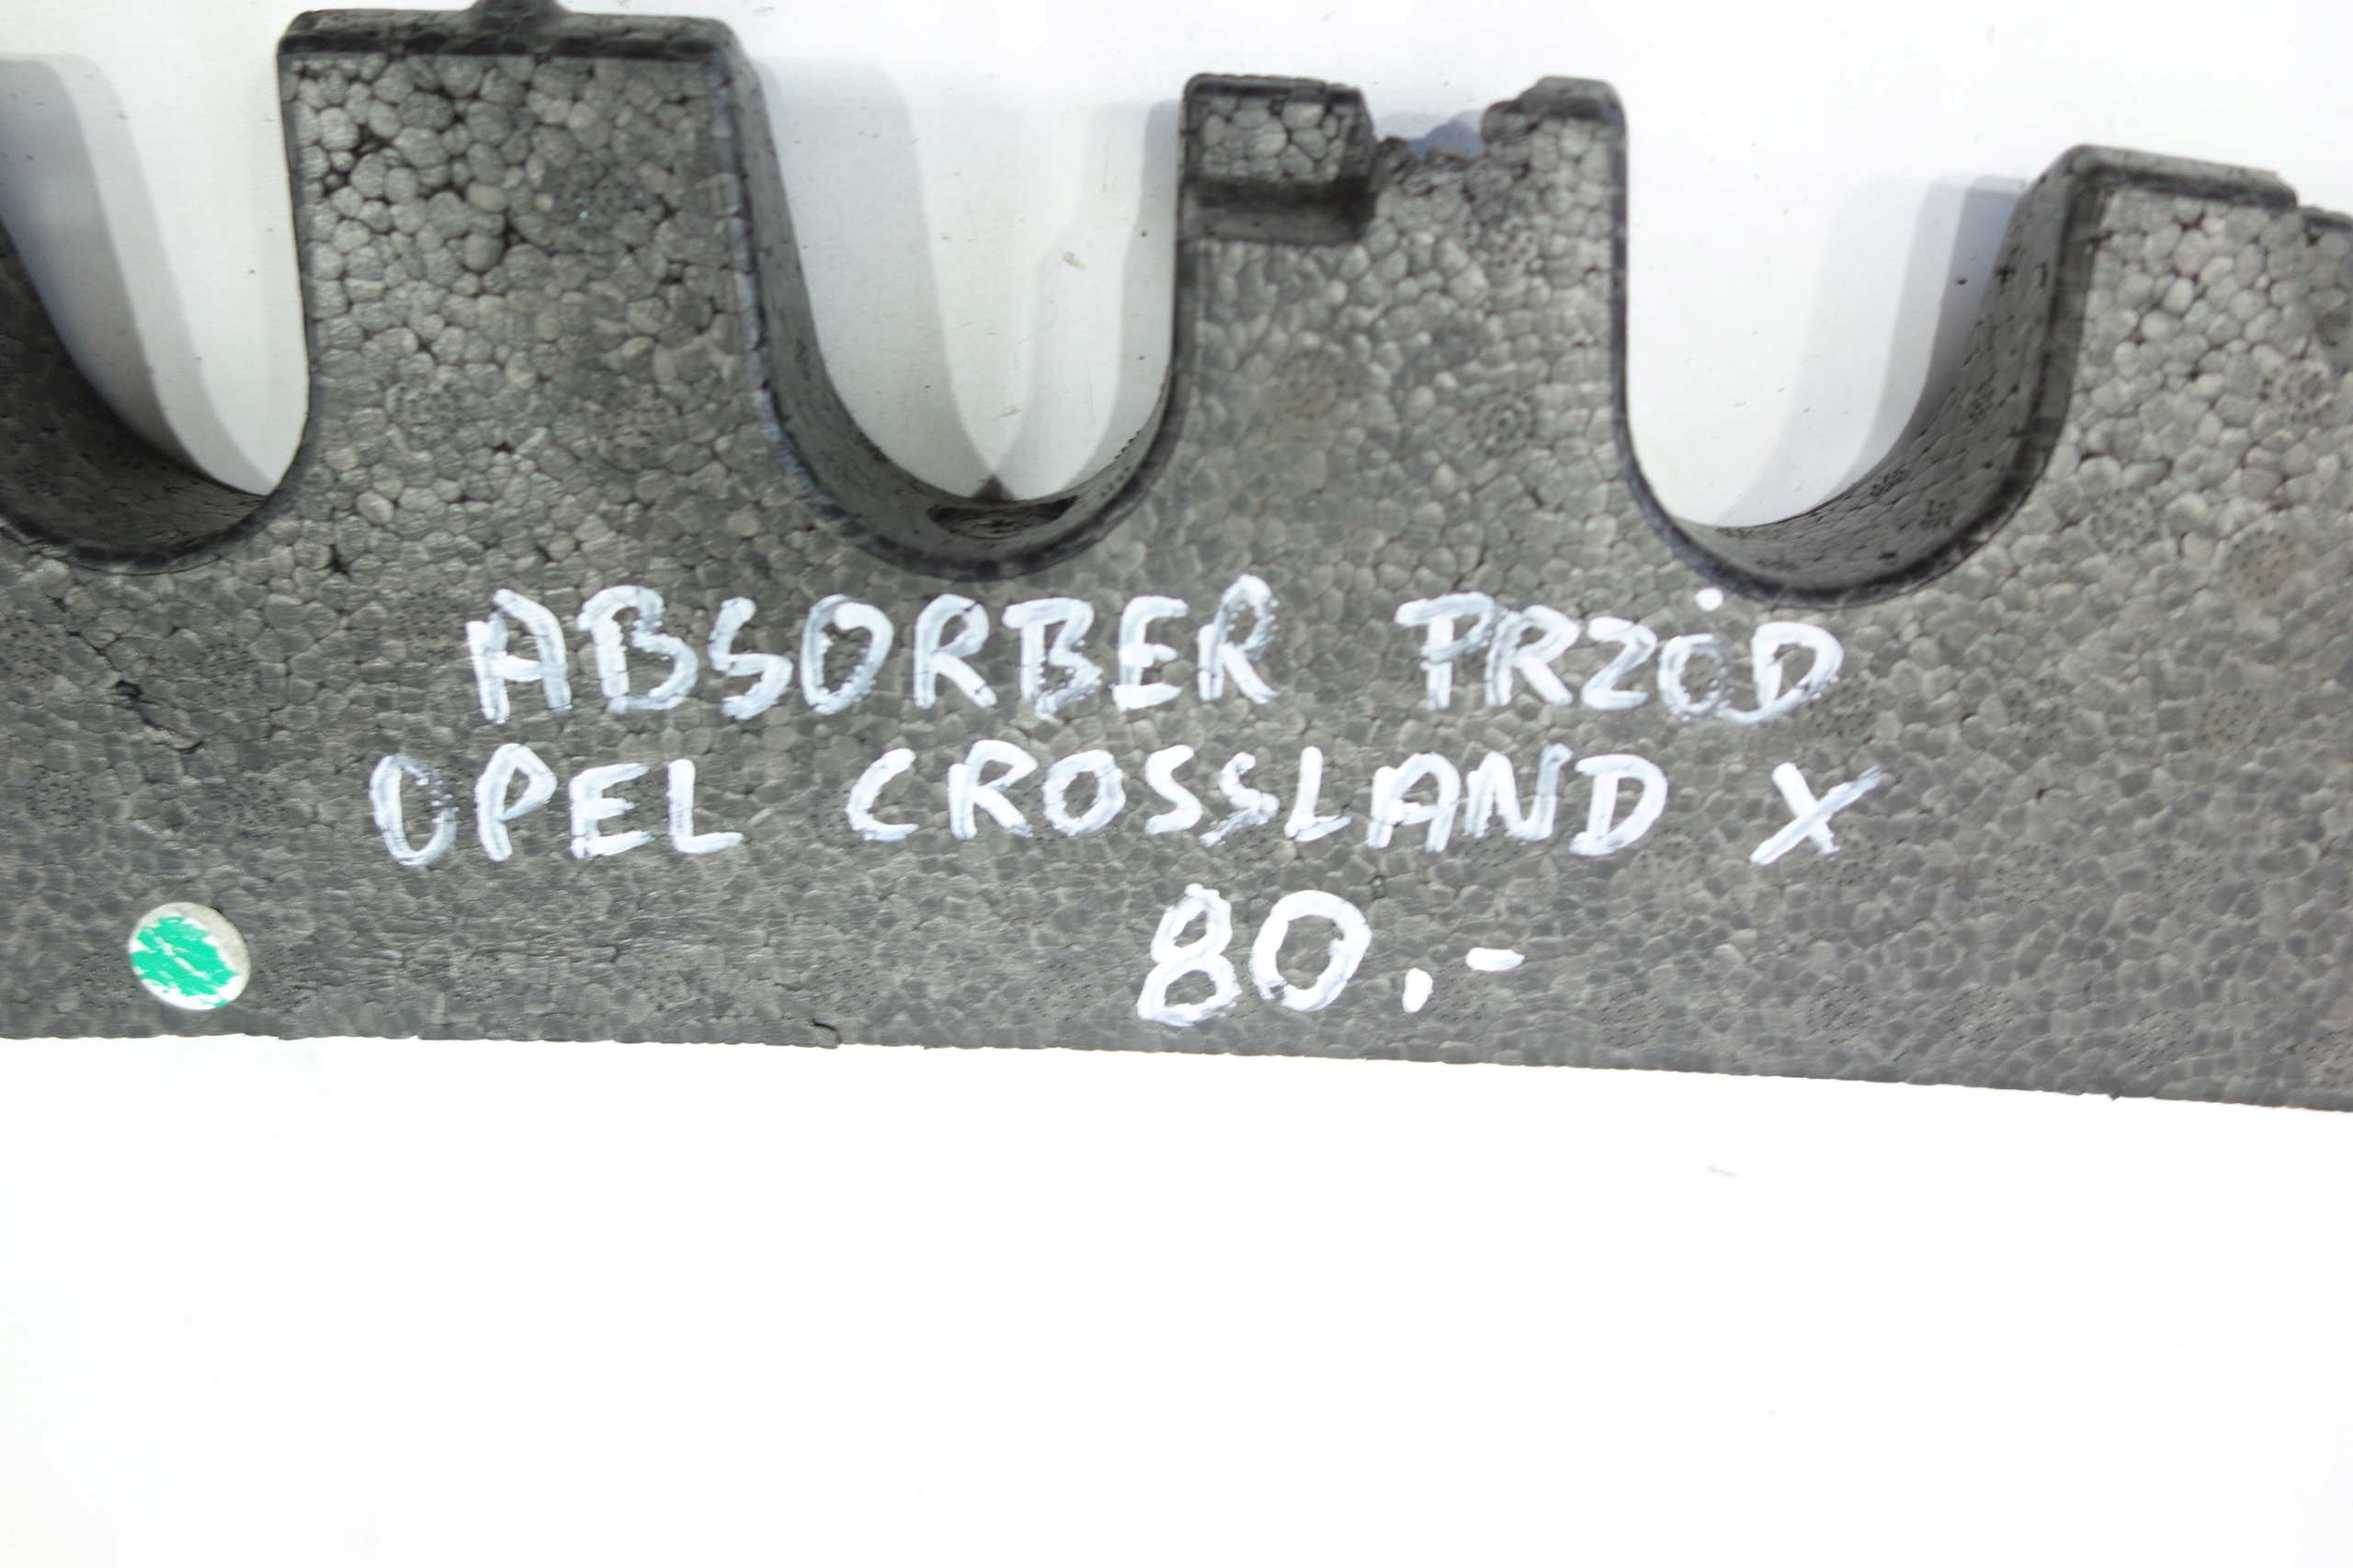 ABSORBER PRZÓD
OPEL CROSSLAND X
80.-